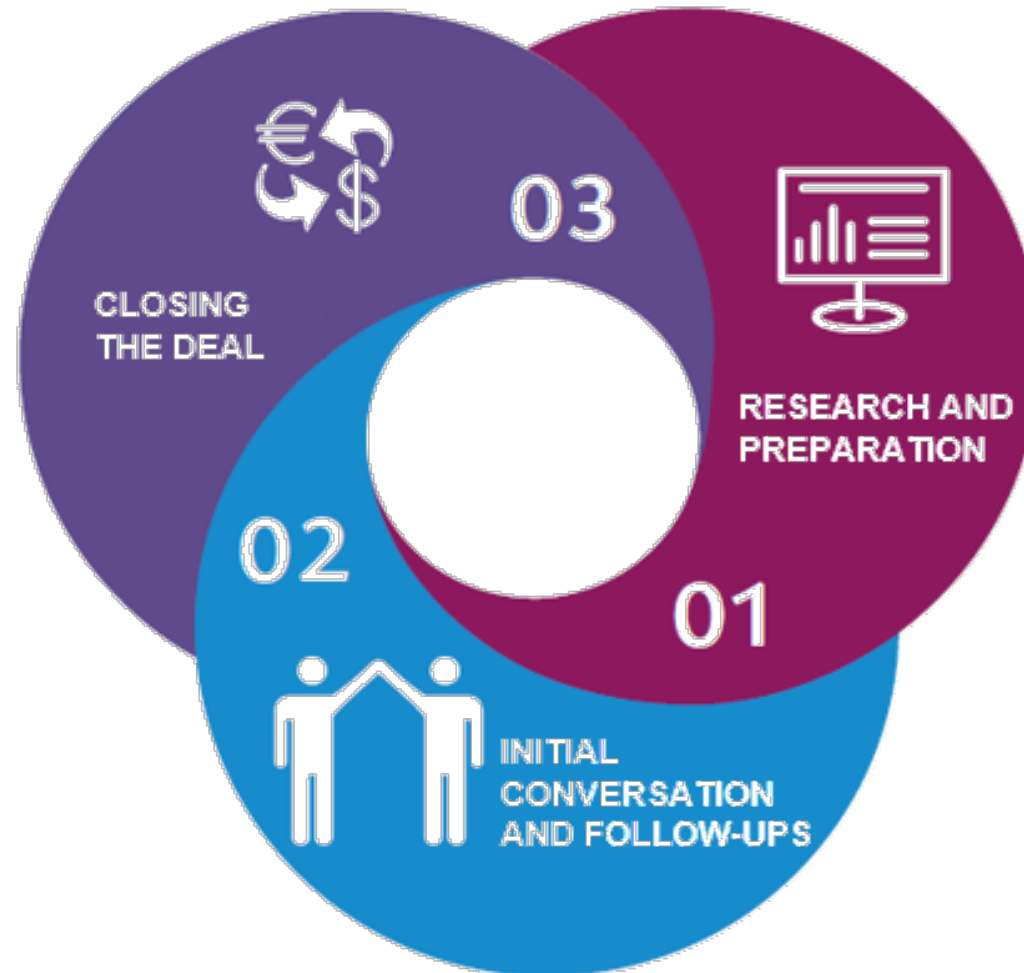 03
CLOSING
THE DEAL
RESEARCH AND
PREPARATION
01
02
INITIAL
CONVERSATION
AND FOLLOW-UPS
€
$